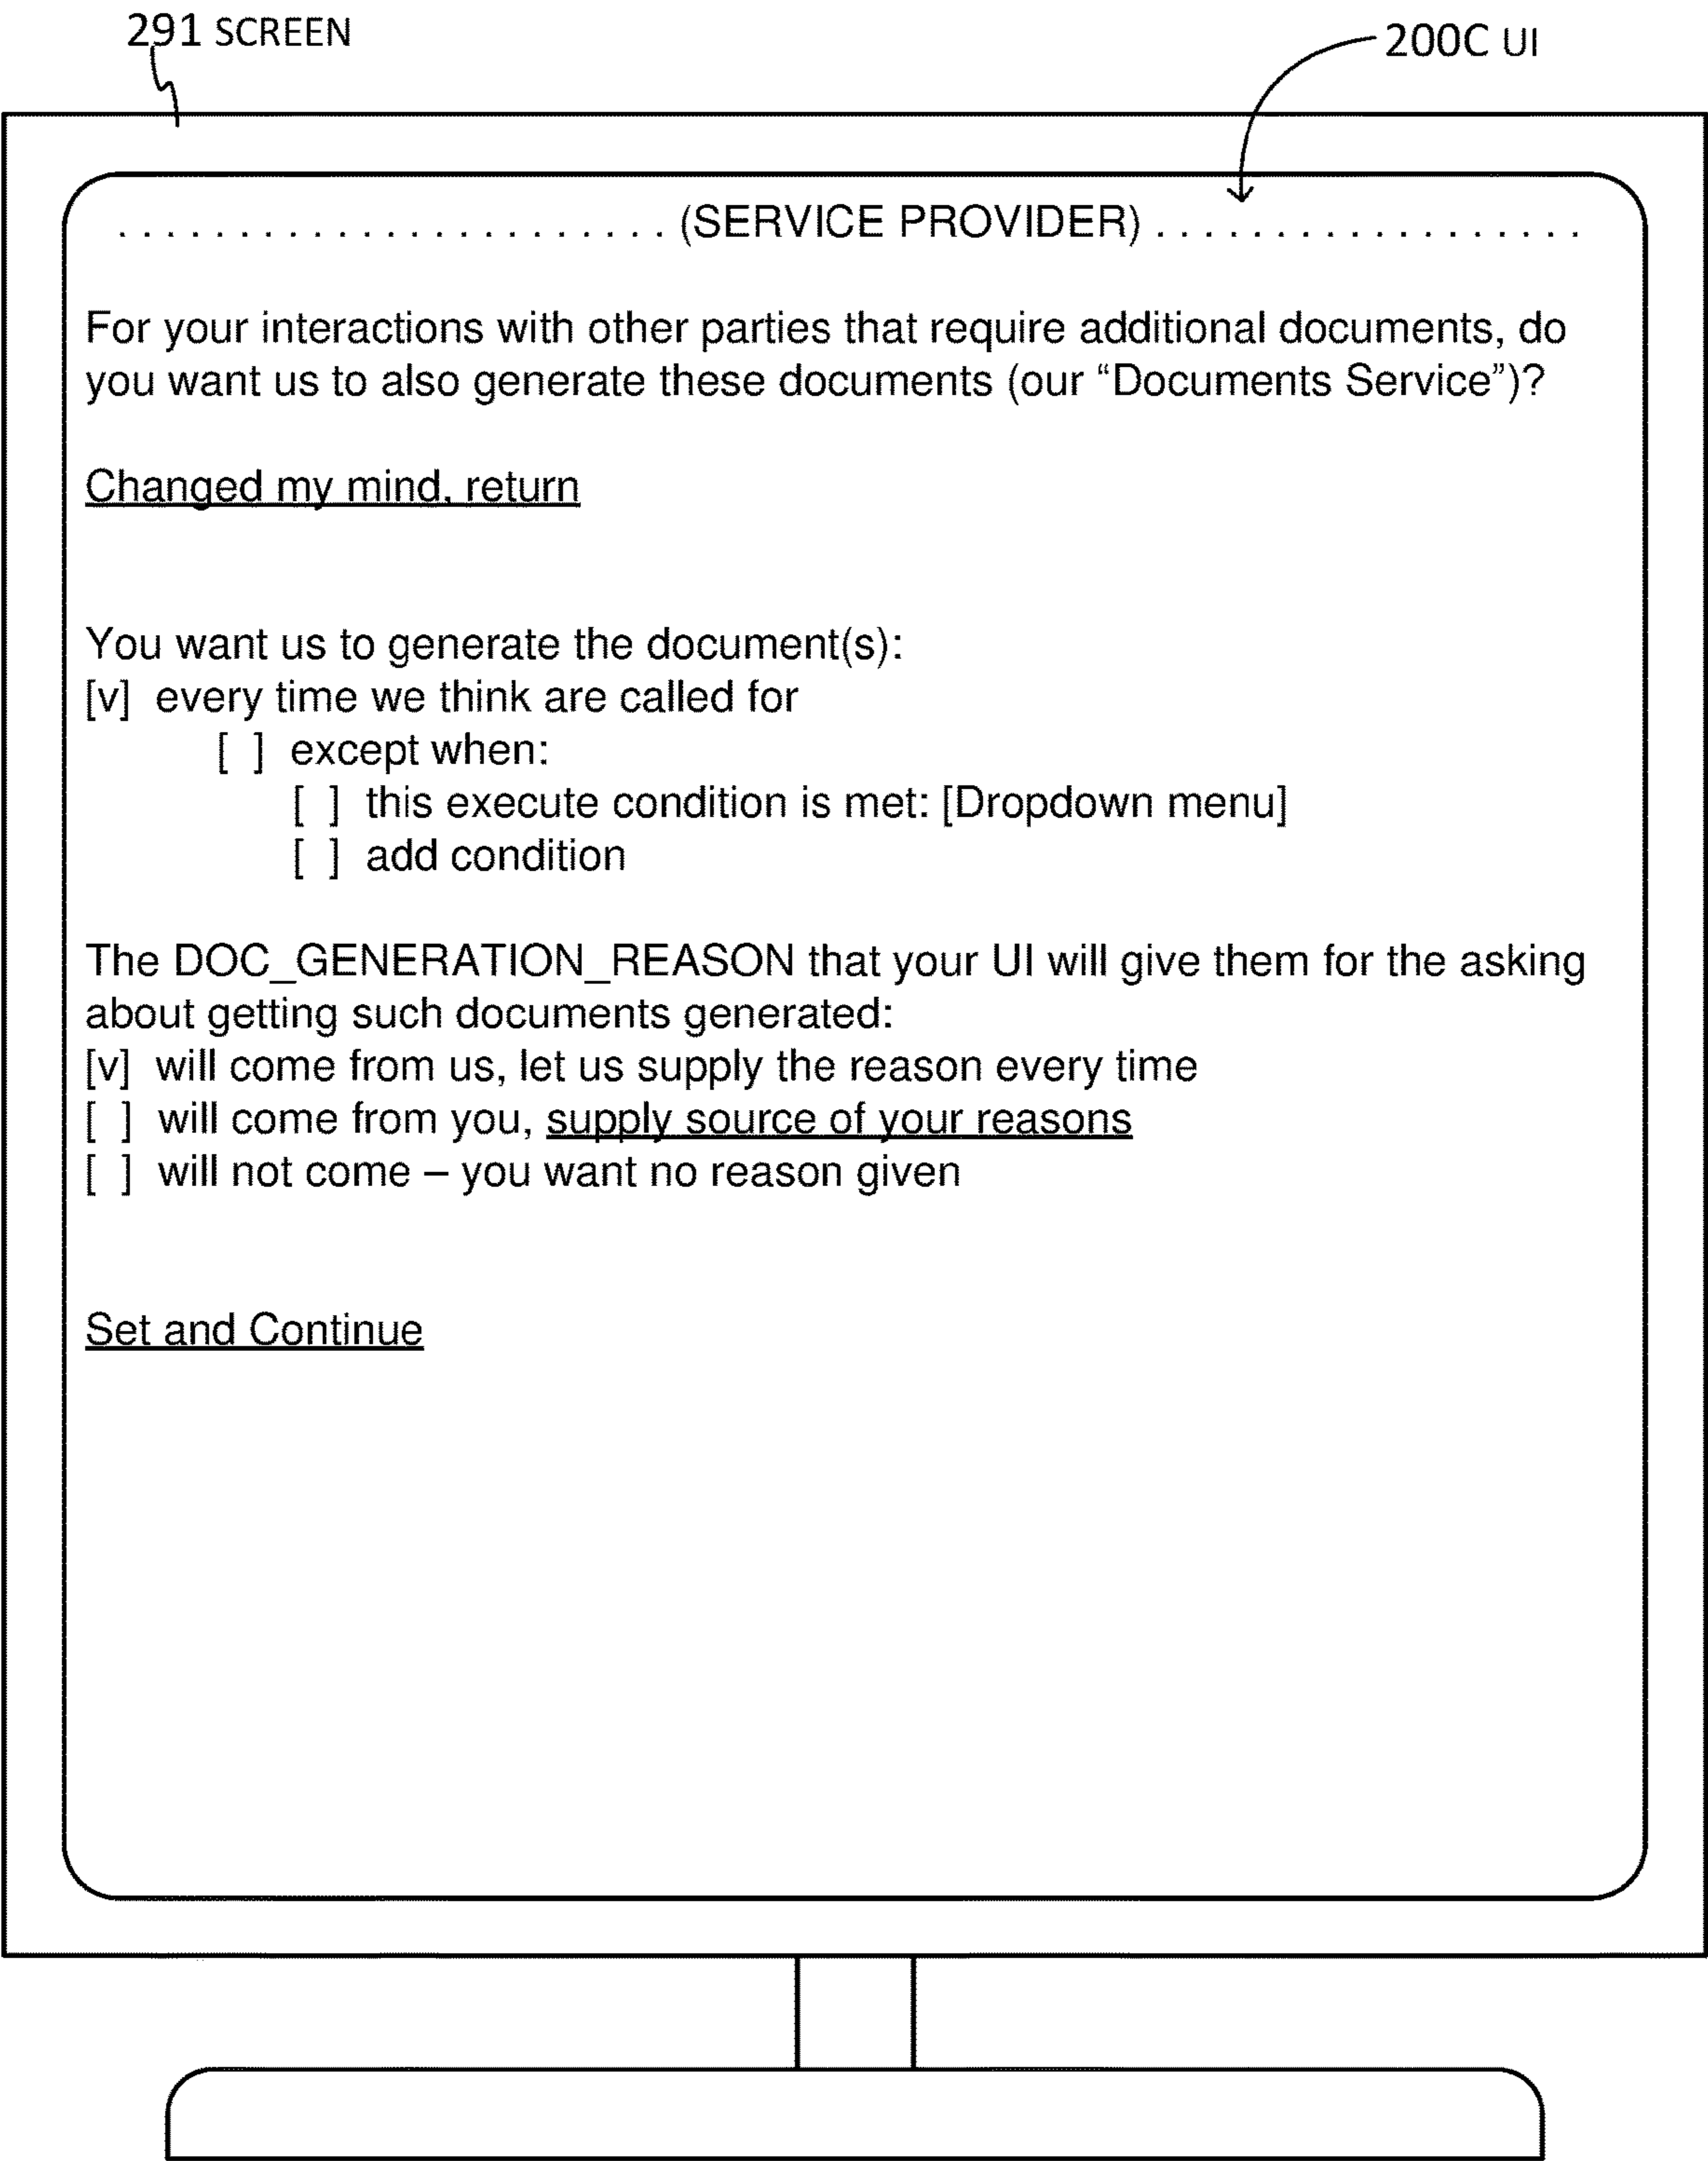 291 SCREEN
200C UI
. . . . . . . . . . . . . . . . . . . . . . . (SERVICE PROVIDER) . . . . . . . . . . . . . . . . . .
For your interactions with other parties that require additional documents, do
you want us to also generate these documents (our “Documents Service”)?
Changed my mind, return
You want us to generate the document(s):
[v] every time we think are called for
[ ] except when:
[ ] this execute condition is met: [Dropdown menu]
[ ] add condition
The DOC_GENERATION_REASON that your UI will give them for the asking
about getting such documents generated:
[v] will come from us, let us supply the reason every time
[ ] will come from you, supply source of your reasons
[ ] will not come – you want no reason given
Set and Continue